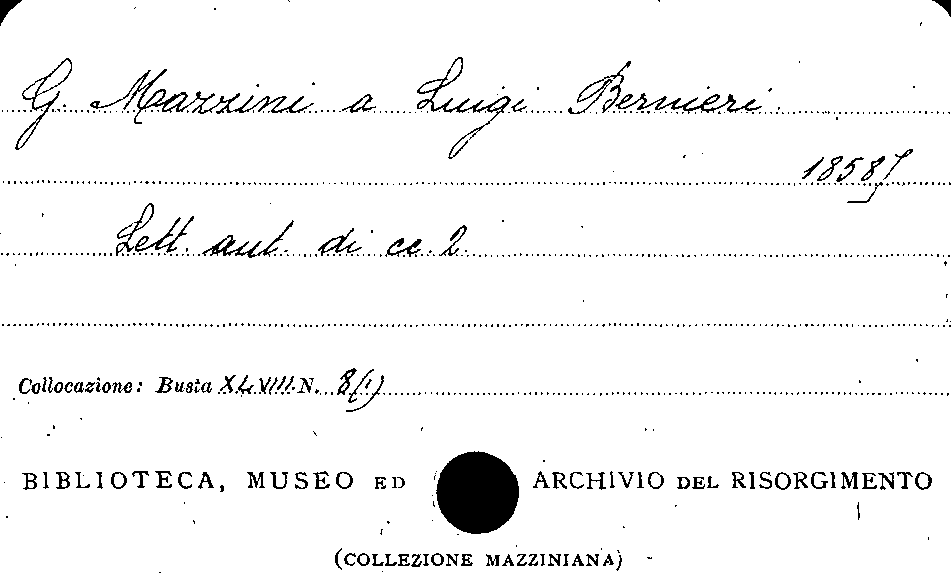 G. Mazzini a Luigi Bernieri.
1858]
Lett. aut. di cc. 2.
Collocazione: Busta XLVIII. N. 8(1)
BIBLIOTECA, MUSEO ED ARCHIVIO DEL RISORGIMENTO
(COLLEZIONE MAZZINIANA)